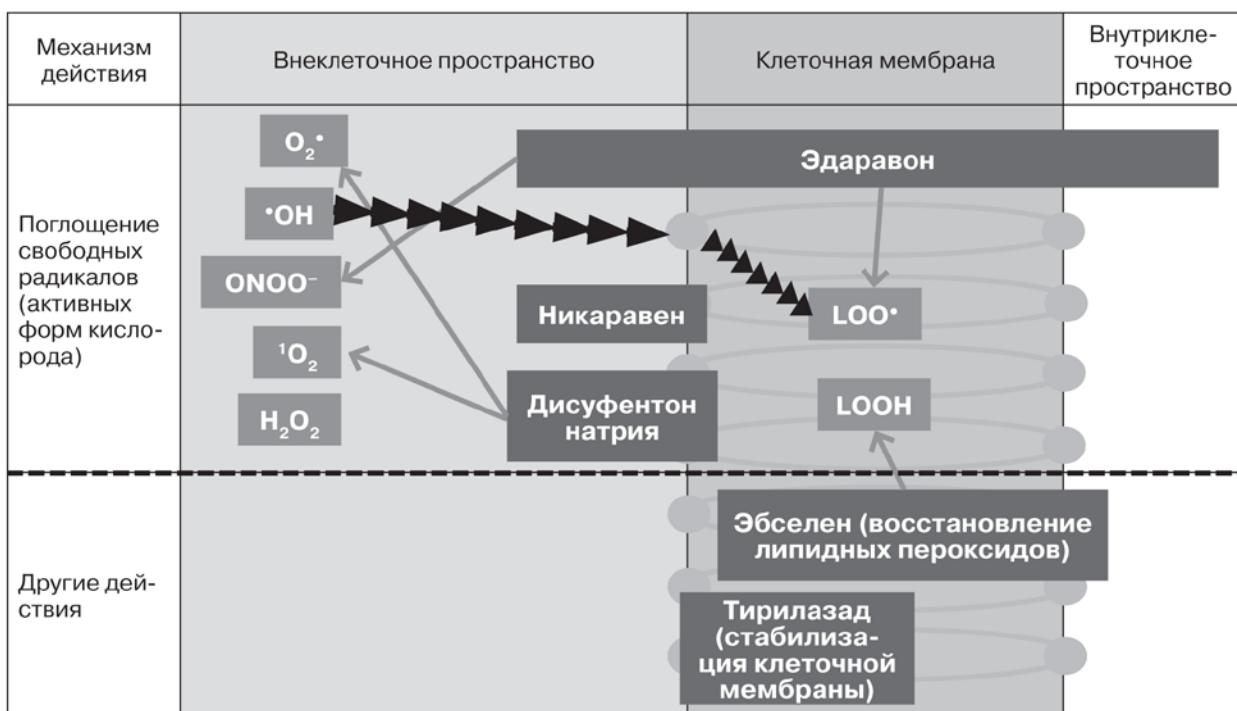 Механизм
действия
Внеклеточное пространство
Клеточная мембрана
Внутрикле-
точное
пространство
Поглощение
свободных
радикалов
(активных
форм кисло-
рода)
O₂•
•OH
ONOO⁻
¹O₂
H₂O₂
Эдаравон
Никаравен
LOO•
Дисуфентон
натрия
LOOH
Другие дей-
ствия
Эбселен (восстановление
липидных пероксидов)
Тирилазад
(стабилиза-
ция клеточной
мембраны)